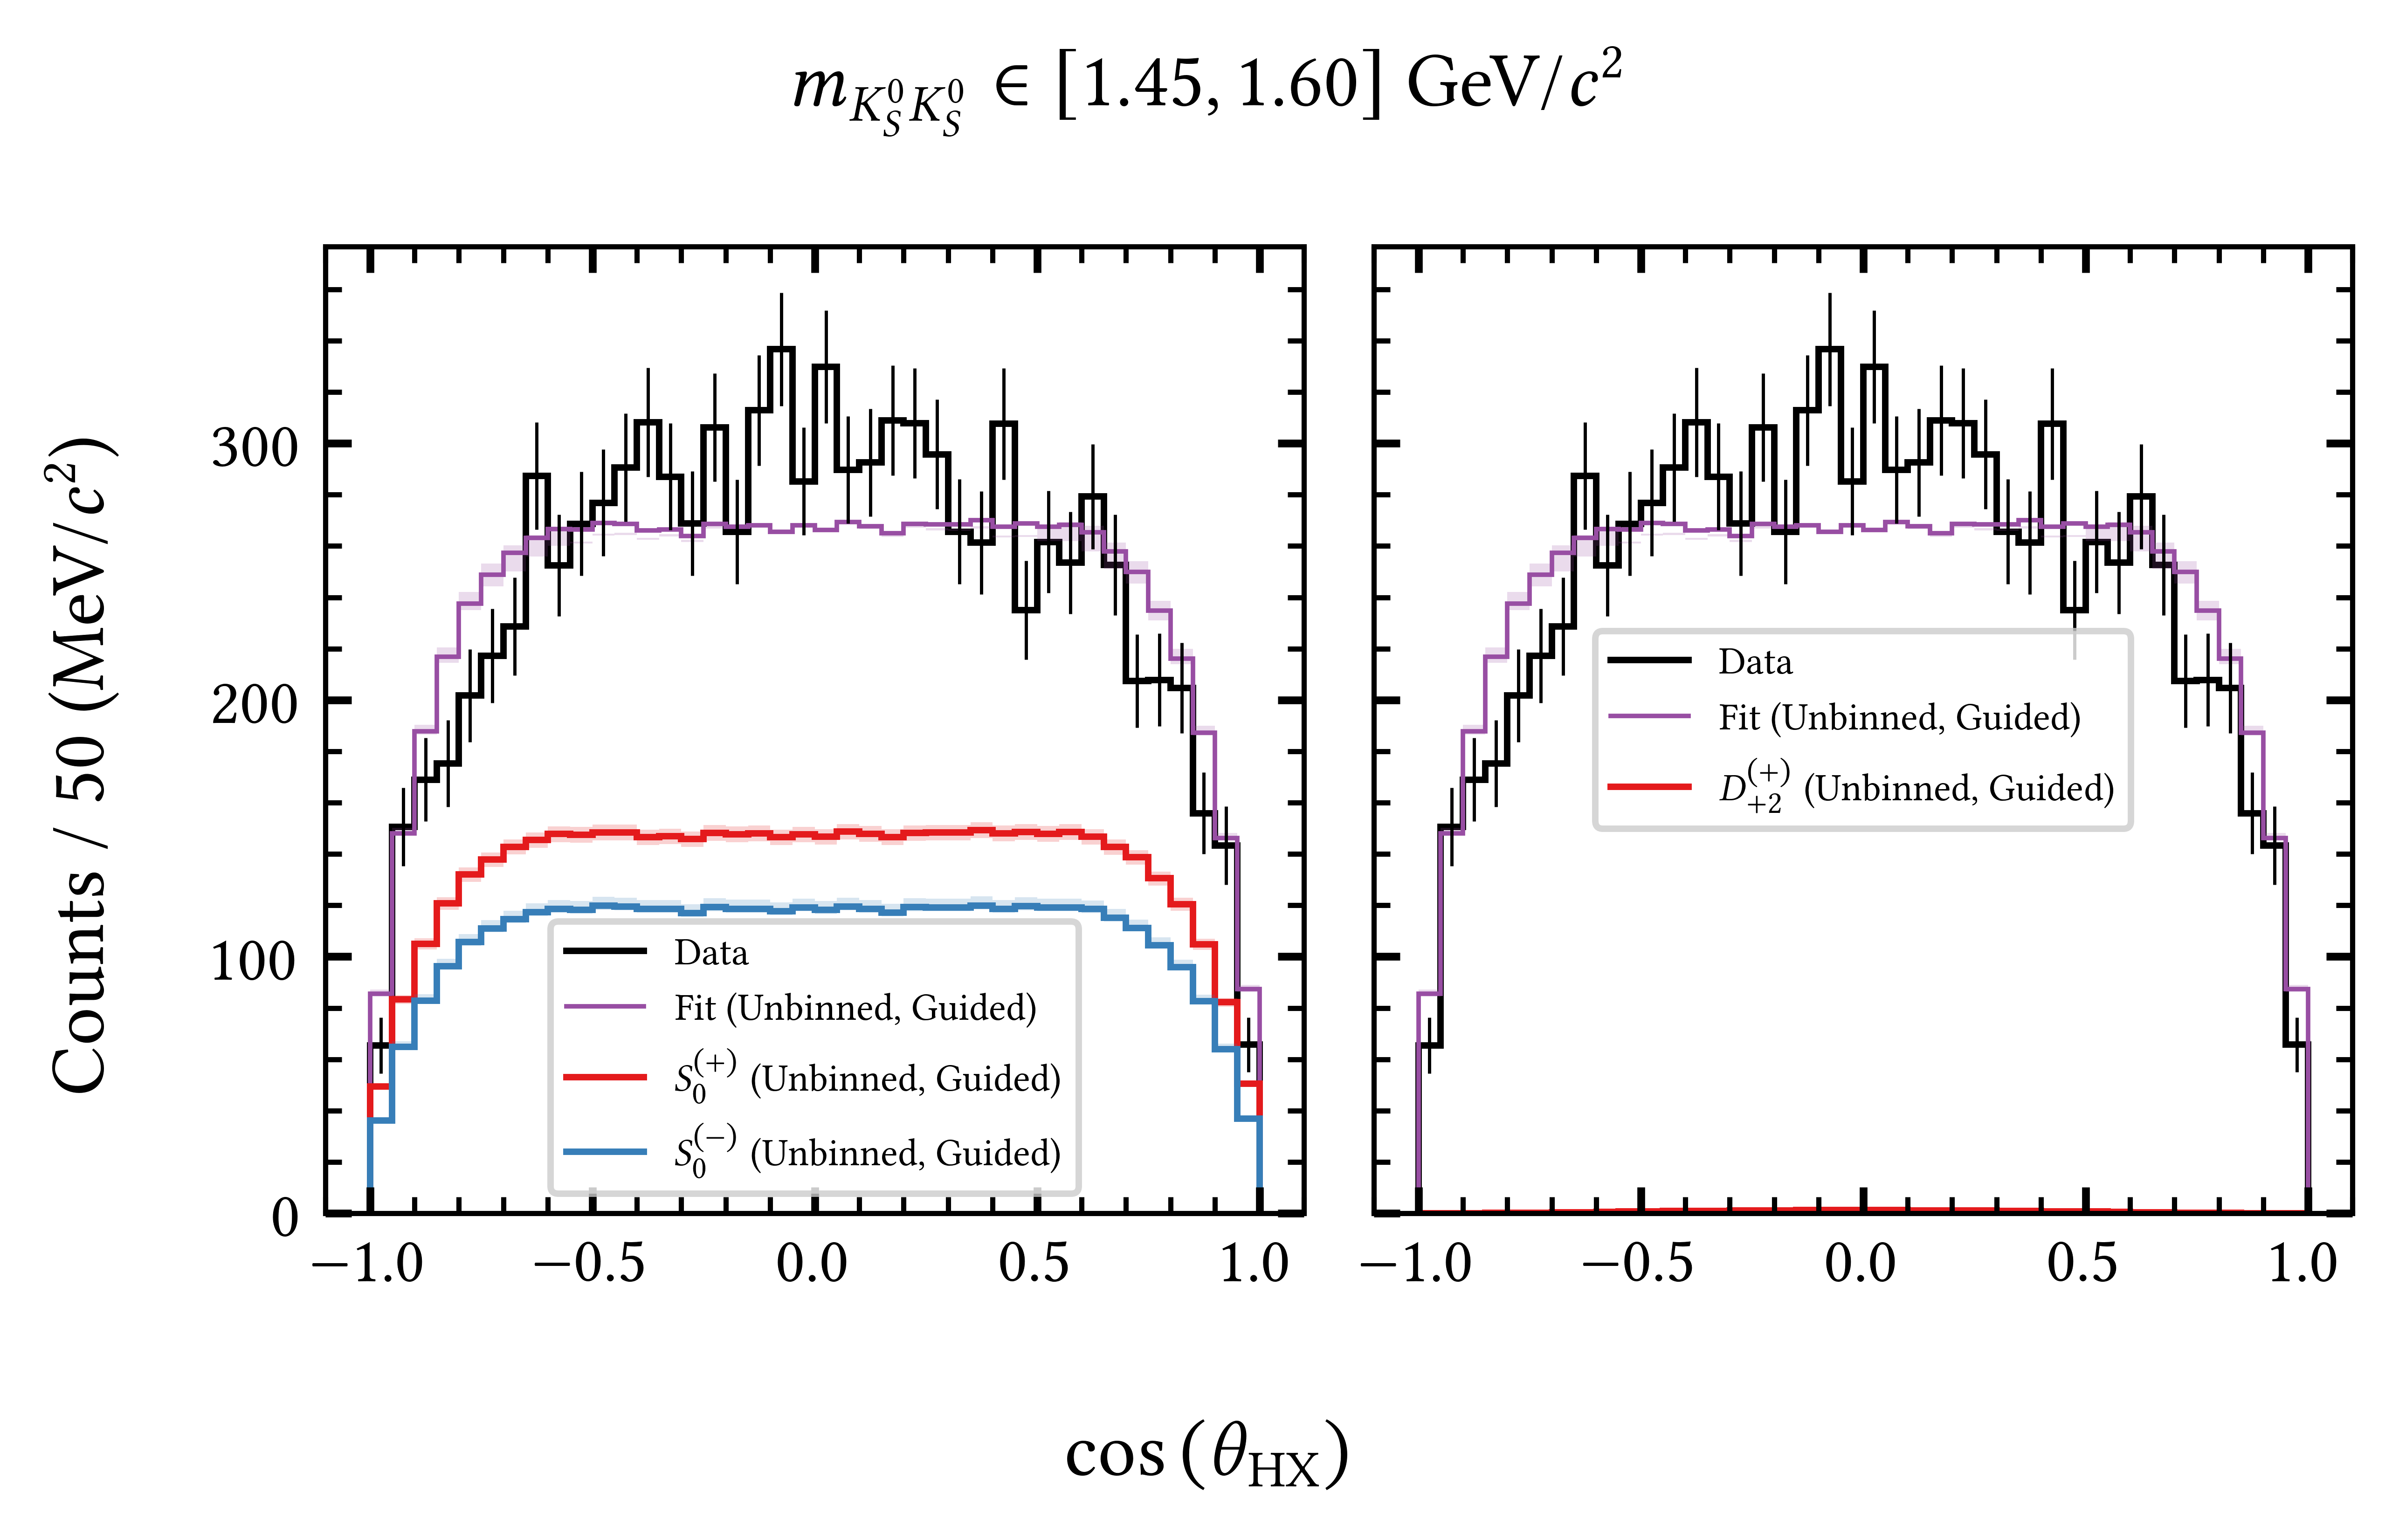 m_{K_S^0 K_S^0} ∈ [1.45, 1.60] GeV/c²
Counts / 50 (MeV/c²)
300
200
100
0
Data
Fit (Unbinned, Guided)
S_0^{(+)} (Unbinned, Guided)
S_0^{(−)} (Unbinned, Guided)
−1.0 −0.5 0.0 0.5 1.0
Data
Fit (Unbinned, Guided)
D_{+2}^{(+)} (Unbinned, Guided)
−1.0 −0.5 0.0 0.5 1.0
cos (θ_{HX})